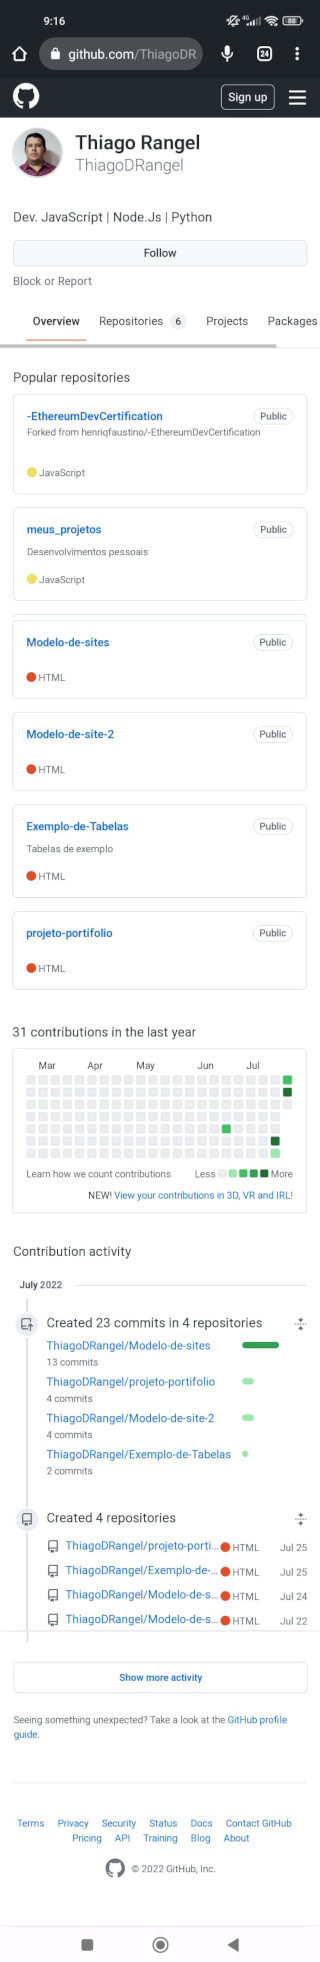 9:16
4G
88
github.com/ThiagoDR
24
Sign up
Thiago Rangel
ThiagoDRangel
Dev. JavaScript | Node.Js | Python
Follow
Block or Report
Overview Repositories 6 Projects Packages
Popular repositories
-EthereumDevCertification Public
Forked from henriqfaustino/-EthereumDevCertification
JavaScript
meus_projetos Public
Desenvolvimentos pessoais
JavaScript
Modelo-de-sites Public
HTML
Modelo-de-site-2 Public
HTML
Exemplo-de-Tabelas Public
Tabelas de exemplo
HTML
projeto-portifolio Public
HTML
31 contributions in the last year
Mar Apr May Jun Jul
Learn how we count contributions Less More
NEW! View your contributions in 3D, VR and IRL!
Contribution activity
July 2022
Created 23 commits in 4 repositories
ThiagoDRangel/Modelo-de-sites
13 commits
ThiagoDRangel/projeto-portifolio
4 commits
ThiagoDRangel/Modelo-de-site-2
4 commits
ThiagoDRangel/Exemplo-de-Tabelas
2 commits
Created 4 repositories
ThiagoDRangel/projeto-porti... HTML Jul 25
ThiagoDRangel/Exemplo-de-... HTML Jul 25
ThiagoDRangel/Modelo-de-s... HTML Jul 24
ThiagoDRangel/Modelo-de-s... HTML Jul 22
Show more activity
Seeing something unexpected? Take a look at the GitHub profile
guide.
Terms Privacy Security Status Docs Contact GitHub
Pricing API Training Blog About
© 2022 GitHub, Inc.